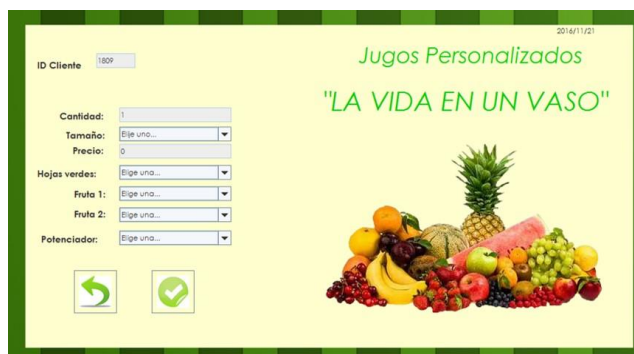 2016/11/21
ID Cliente 1809
Jugos Personalizados
"LA VIDA EN UN VASO"
Cantidad: 1
Tamaño: Elije uno...
Precio: 0
Hojas verdes: Elige una...
Fruta 1: Elige una...
Fruta 2: Elige una...
Potenciador: Elige una...